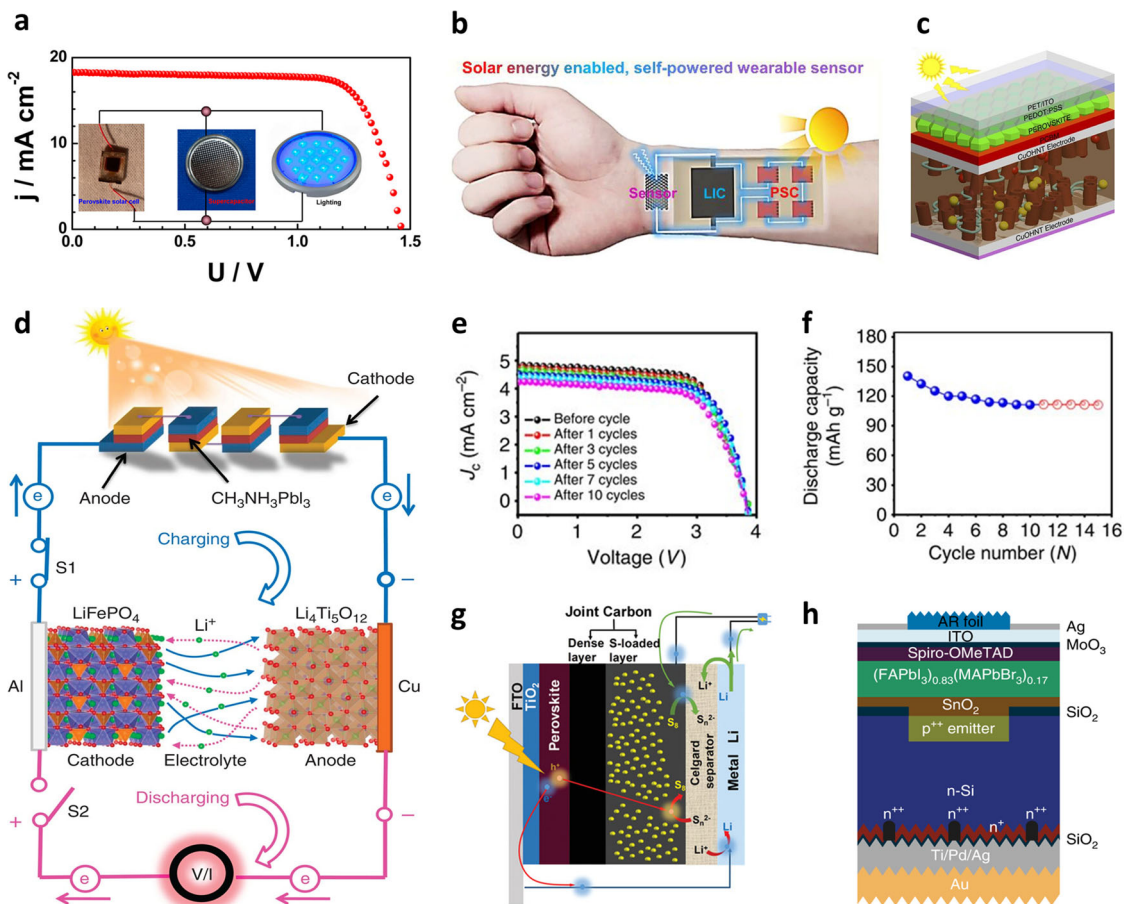 a
20
10
0
j / mA cm⁻²
Perovskite solar cell
Supercapacitor
Lighting
0.0 0.6 1.0 1.5
U / V
b
Solar energy enabled, self-powered wearable sensor
Sensor
LIC
PSC
c
PET/ITO
PEDOT:PSS
PEROVSKITE
CuOHNT Electrode
CuOHNT Electrode
d
Cathode
Anode
CH₃NH₃PbI₃
e
e
Charging
S1
+
−
LiFePO₄
Li⁺
Li₄Ti₅O₁₂
Al
Cu
Cathode
Electrolyte
Anode
Discharging
S2
+
−
V/I
e
e
e
5
4
3
2
1
0
J꜀ (mA cm⁻²)
Before cycle
After 1 cycles
After 3 cycles
After 5 cycles
After 7 cycles
After 10 cycles
0 1 2 3 4
Voltage (V)
f
180
150
120
90
60
30
0
Discharge capacity
(mAh g⁻¹)
0 2 4 6 8 10 12 14 16
Cycle number (N)
g
Joint Carbon
Dense layer
S-loaded layer
FTO
TiO₂
Perovskite
h⁺
Li⁺
S₈
Sₙ²⁻
Celgard separator
S₈
Sₙ²⁻
Li⁺
Li
Metal Li
Li
h
AR foil
Ag
ITO
MoO₃
Spiro-OMeTAD
(FAPbI₃)₀.₈₃(MAPbBr₃)₀.₁₇
SnO₂
SiO₂
p⁺⁺ emitter
n-Si
n⁺⁺
n⁺⁺
n⁺
n⁺⁺
SiO₂
Ti/Pd/Ag
Au